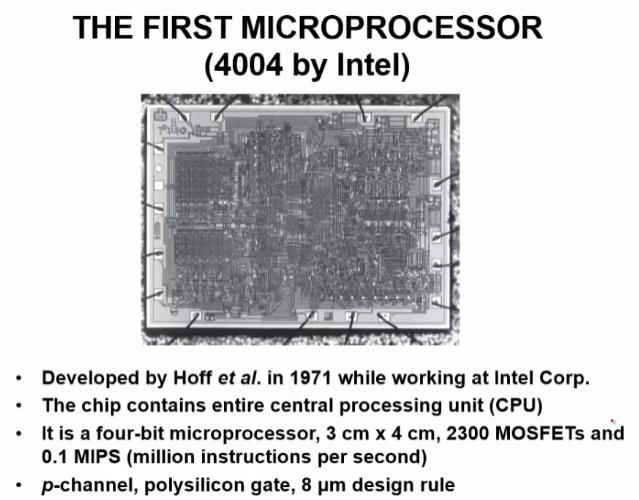 THE FIRST MICROPROCESSOR
(4004 by Intel)
• Developed by Hoff et al. in 1971 while working at Intel Corp.
• The chip contains entire central processing unit (CPU)
• It is a four-bit microprocessor, 3 cm x 4 cm, 2300 MOSFETs and
0.1 MIPS (million instructions per second)
• p-channel, polysilicon gate, 8 µm design rule